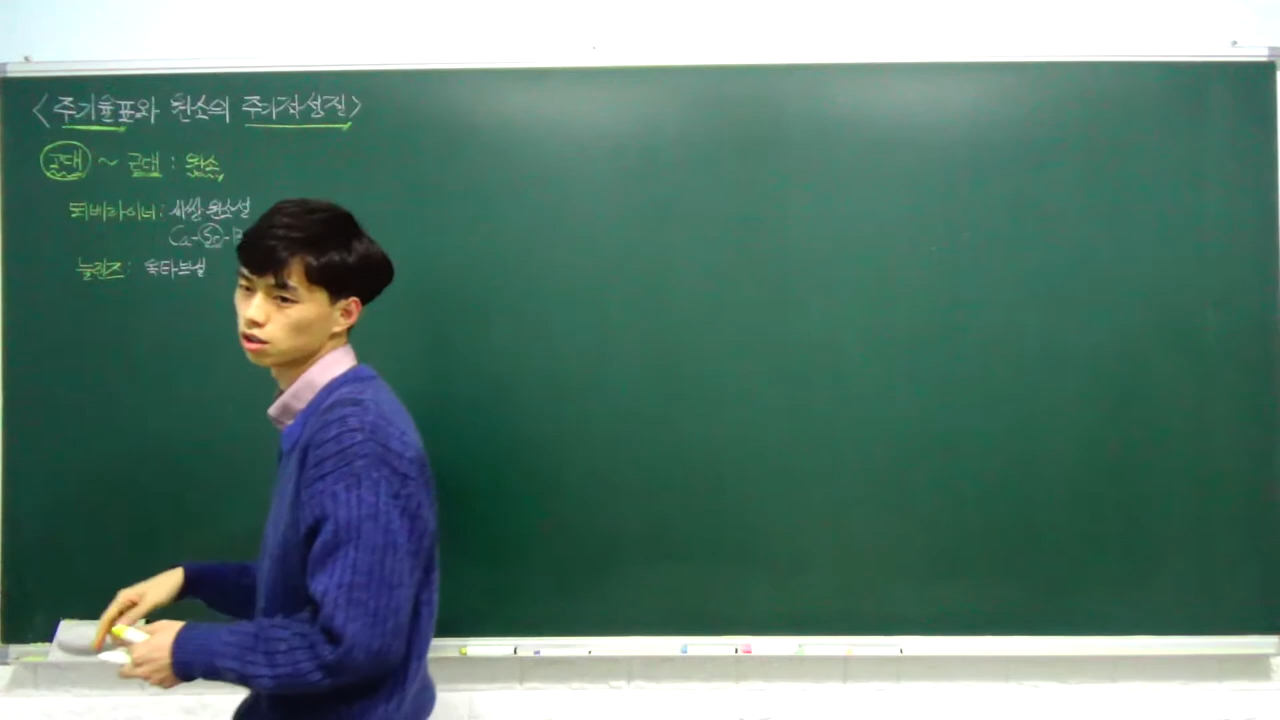 <주기율표와 원소의 주기적성질>
고대 ~ 근대 : 원소,
되베라이너: 세쌍 원소설
Ca-Sr-B
뉼랜즈: 옥타브설